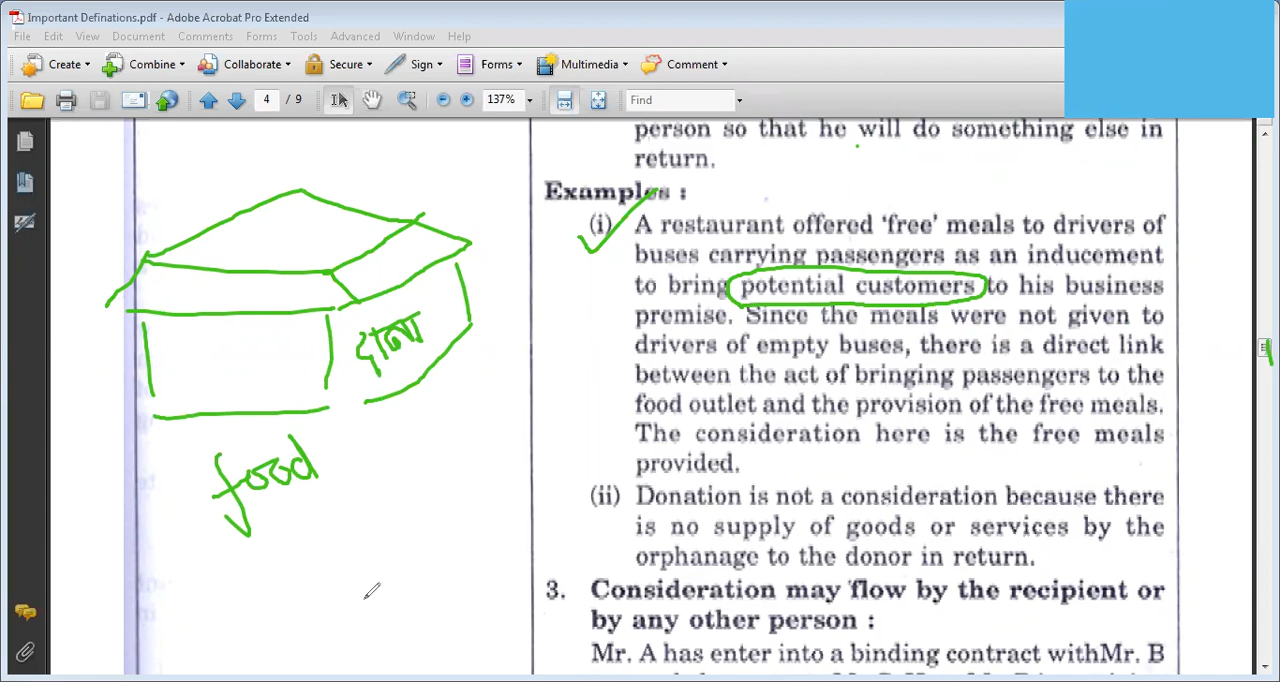 Important Definations.pdf - Adobe Acrobat Pro Extended
File Edit View Document Comments Forms Tools Advanced Window Help
Create Combine Collaborate Secure Sign Forms Multimedia Comment
4 / 9 137% Find
person so that he will do something else in
return.
Examples :
(i) A restaurant offered 'free' meals to drivers of
buses carrying passengers as an inducement
to bring potential customers to his business
premise. Since the meals were not given to
drivers of empty buses, there is a direct link
between the act of bringing passengers to the
food outlet and the provision of the free meals.
The consideration here is the free meals
provided.
(ii) Donation is not a consideration because there
is no supply of goods or services by the
orphanage to the donor in return.
3. Consideration may flow by the recipient or
by any other person :
Mr. A has enter into a binding contract withMr. B
food